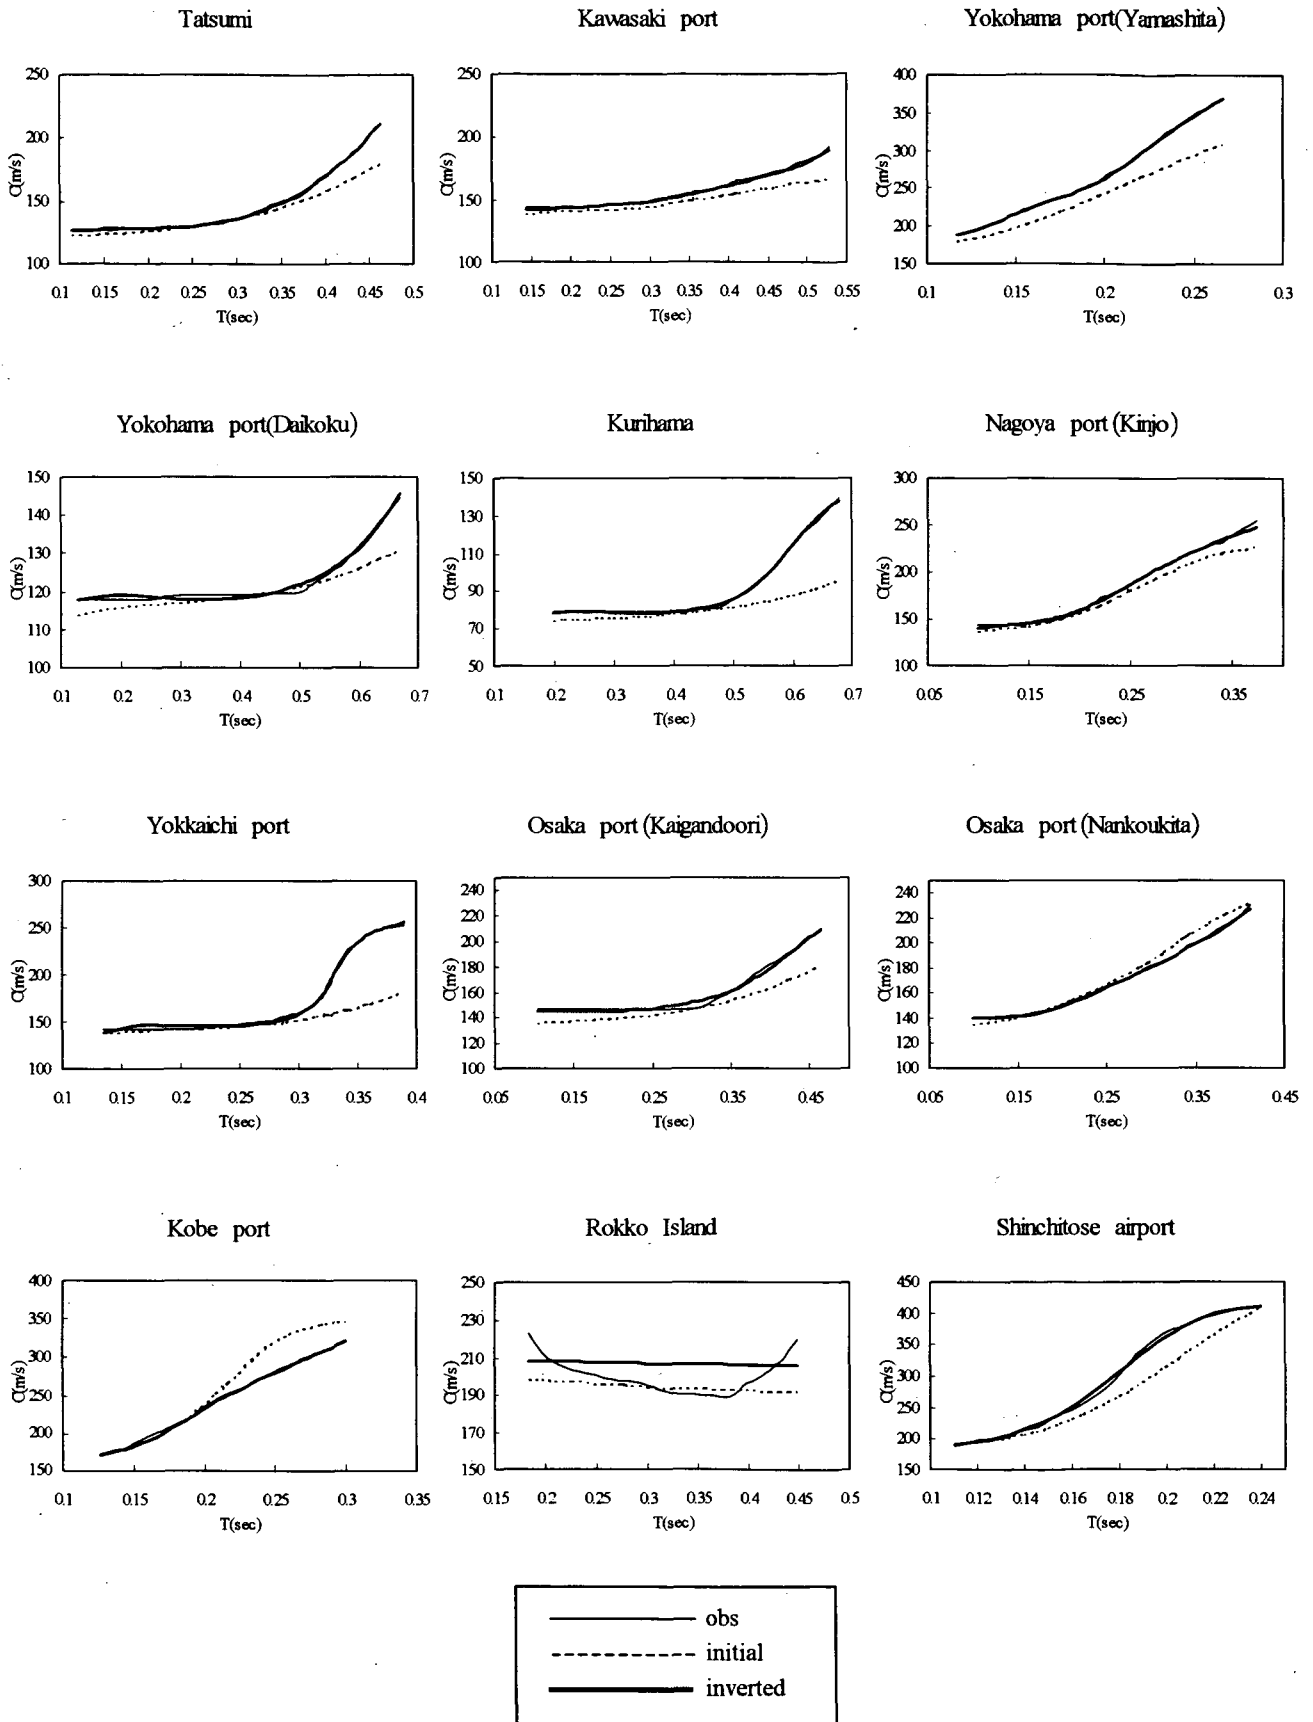 Tatsumi
250
200
150
100
C(m/s)
0.1 0.15 0.2 0.25 0.3 0.35 0.4 0.45 0.5
T(sec)
Kawasaki port
250
200
150
100
C(m/s)
0.1 0.15 0.2 0.25 0.3 0.35 0.4 0.45 0.5 0.55
T(sec)
Yokohama port(Yamashita)
400
350
300
250
200
150
C(m/s)
0.1 0.15 0.2 0.25 0.3
T(sec)
Yokohama port(Daikoku)
150
140
130
120
110
100
C(m/s)
0.1 0.2 0.3 0.4 0.5 0.6 0.7
T(sec)
Kurihama
150
130
110
90
70
50
C(m/s)
0.1 0.2 0.3 0.4 0.5 0.6 0.7
T(sec)
Nagoya port (Kinjo)
300
250
200
150
100
C(m/s)
0.05 0.15 0.25 0.35
T(sec)
Yokkaichi port
300
250
200
150
100
C(m/s)
0.1 0.15 0.2 0.25 0.3 0.35 0.4
T(sec)
Osaka port (Kaigandoori)
240
220
200
180
160
140
120
100
C(m/s)
0.05 0.15 0.25 0.35 0.45
T(sec)
Osaka port (Nankoukita)
240
220
200
180
160
140
120
100
C(m/s)
0.05 0.15 0.25 0.35 0.45
T(sec)
Kobe port
400
350
300
250
200
150
C(m/s)
0.1 0.15 0.2 0.25 0.3 0.35
T(sec)
Rokko Island
250
230
210
190
170
150
C(m/s)
0.15 0.2 0.25 0.3 0.35 0.4 0.45 0.5
T(sec)
Shinchitose airport
450
400
350
300
250
200
150
C(m/s)
0.1 0.12 0.14 0.16 0.18 0.2 0.22 0.24
T(sec)
obs
initial
inverted